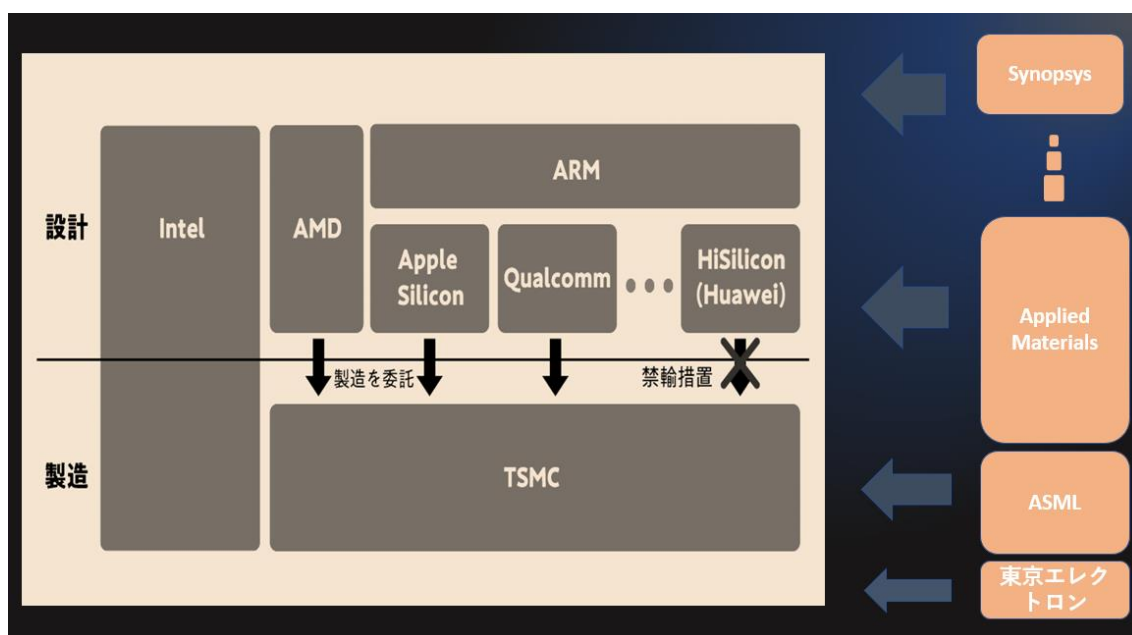 Synopsys
ARM
設計
Intel
AMD
Apple
Silicon
Qualcomm
HiSilicon
(Huawei)
Applied
Materials
製造を委託
禁輸措置
製造
TSMC
ASML
東京エレク
トロン